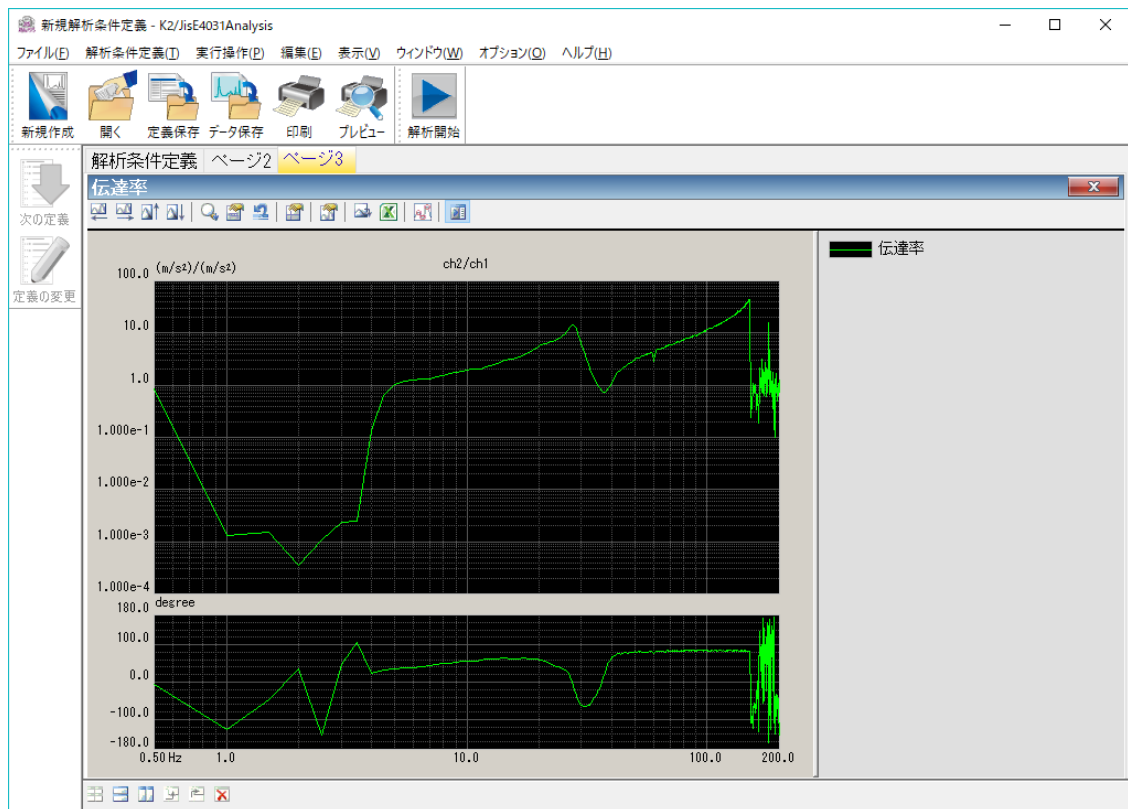 新規解析条件定義 - K2/JisE4031Analysis
ファイル(F) 解析条件定義(T) 実行操作(P) 編集(E) 表示(V) ウィンドウ(W) オプション(O) ヘルプ(H)
新規作成 開く 定義保存 データ保存 印刷 プレビュー 解析開始
次の定義
定義の変更
解析条件定義 ページ2 ページ3
伝達率
伝達率
100.0 (m/s²)/(m/s²) ch2/ch1
10.0
1.0
1.000e-1
1.000e-2
1.000e-3
1.000e-4
180.0 degree
100.0
0.0
-100.0
-180.0
0.50 Hz 1.0 10.0 100.0 200.0